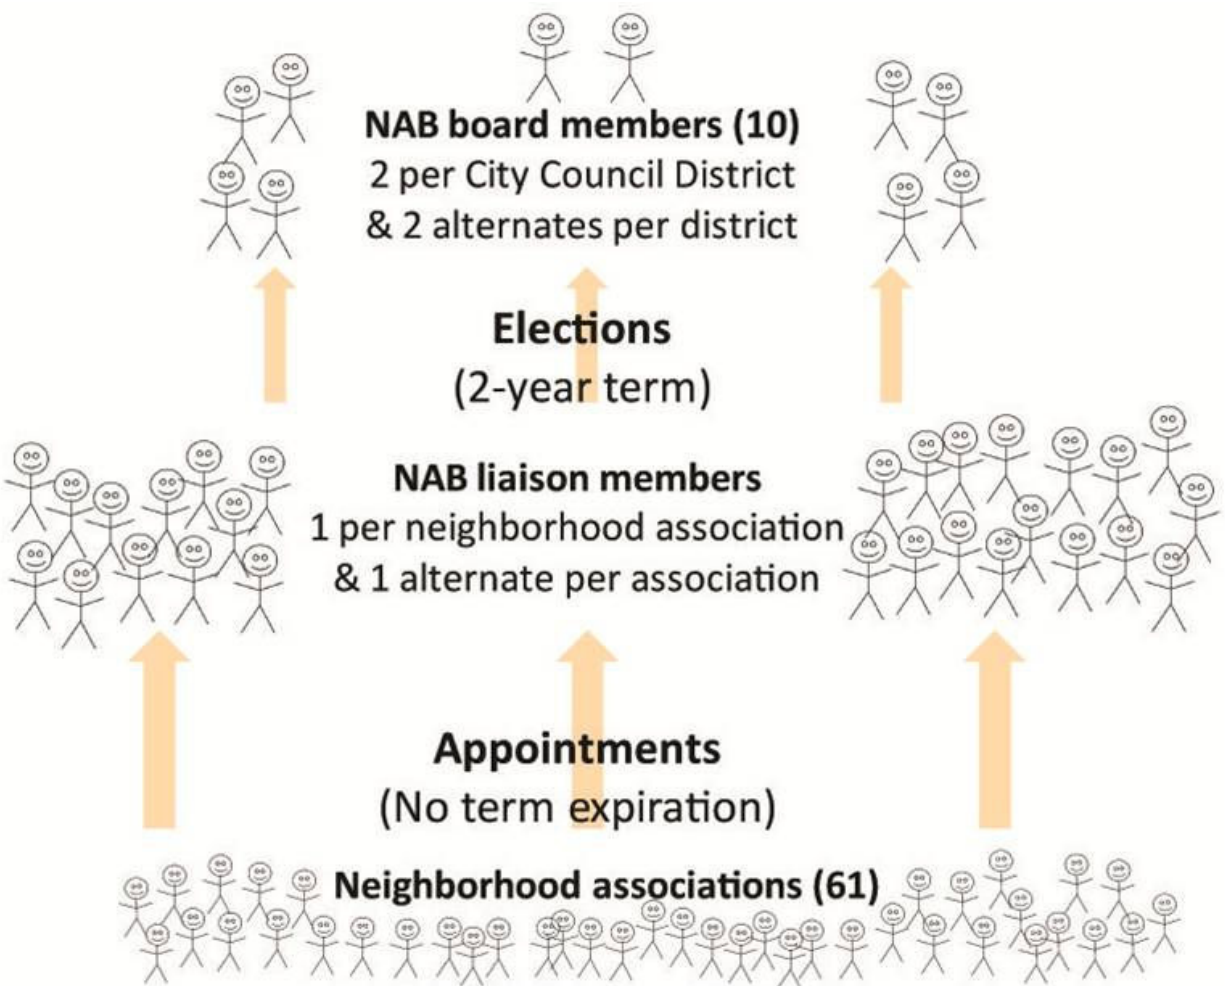 NAB board members (10)
2 per City Council District
& 2 alternates per district
Elections
(2-year term)
NAB liaison members
1 per neighborhood association
& 1 alternate per association
Appointments
(No term expiration)
Neighborhood associations (61)